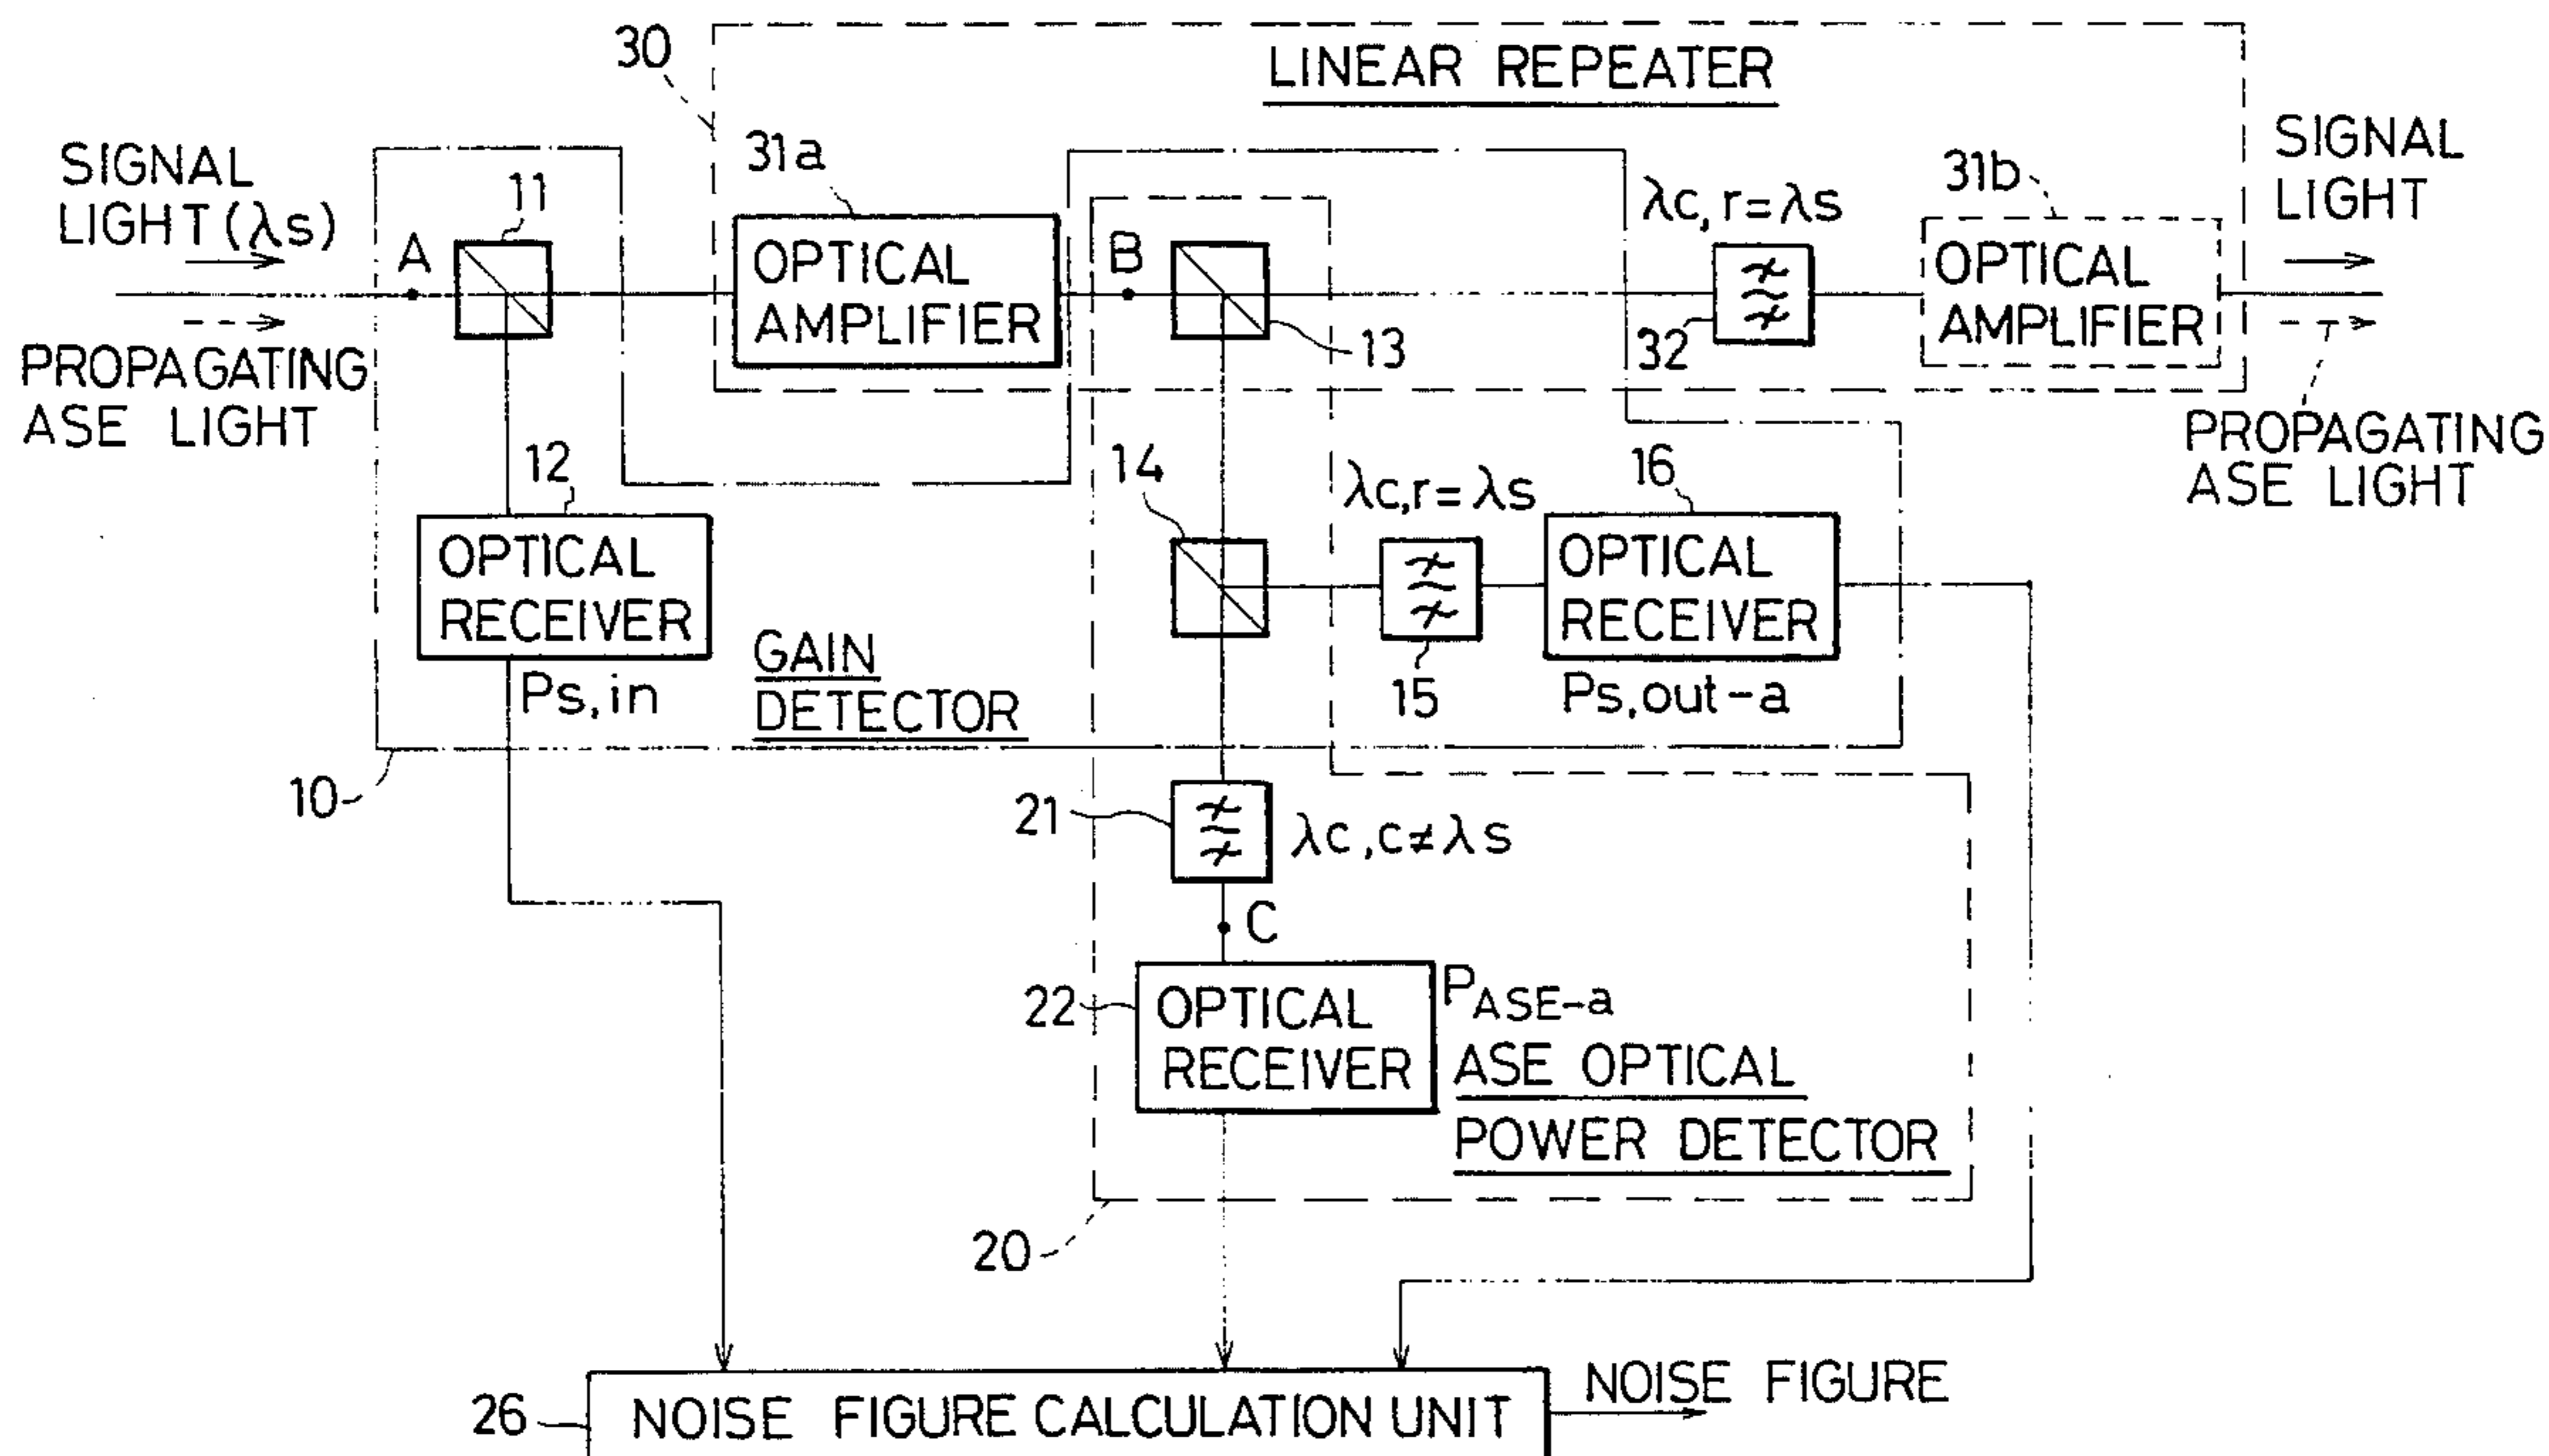 30
LINEAR REPEATER
SIGNAL
LIGHT (λs)
PROPAGATING
ASE LIGHT
A
11
31a
OPTICAL
AMPLIFIER
B
13
λc, r=λs
32
31b
OPTICAL
AMPLIFIER
SIGNAL
LIGHT
PROPAGATING
ASE LIGHT
12
OPTICAL
RECEIVER
Ps, in
GAIN
DETECTOR
10
14
λc, r=λs
15
16
OPTICAL
RECEIVER
Ps, out-a
21
λc, c≠λs
C
22
OPTICAL
RECEIVER
PASE-a
ASE OPTICAL
POWER DETECTOR
20
26
NOISE FIGURE CALCULATION UNIT
NOISE FIGURE